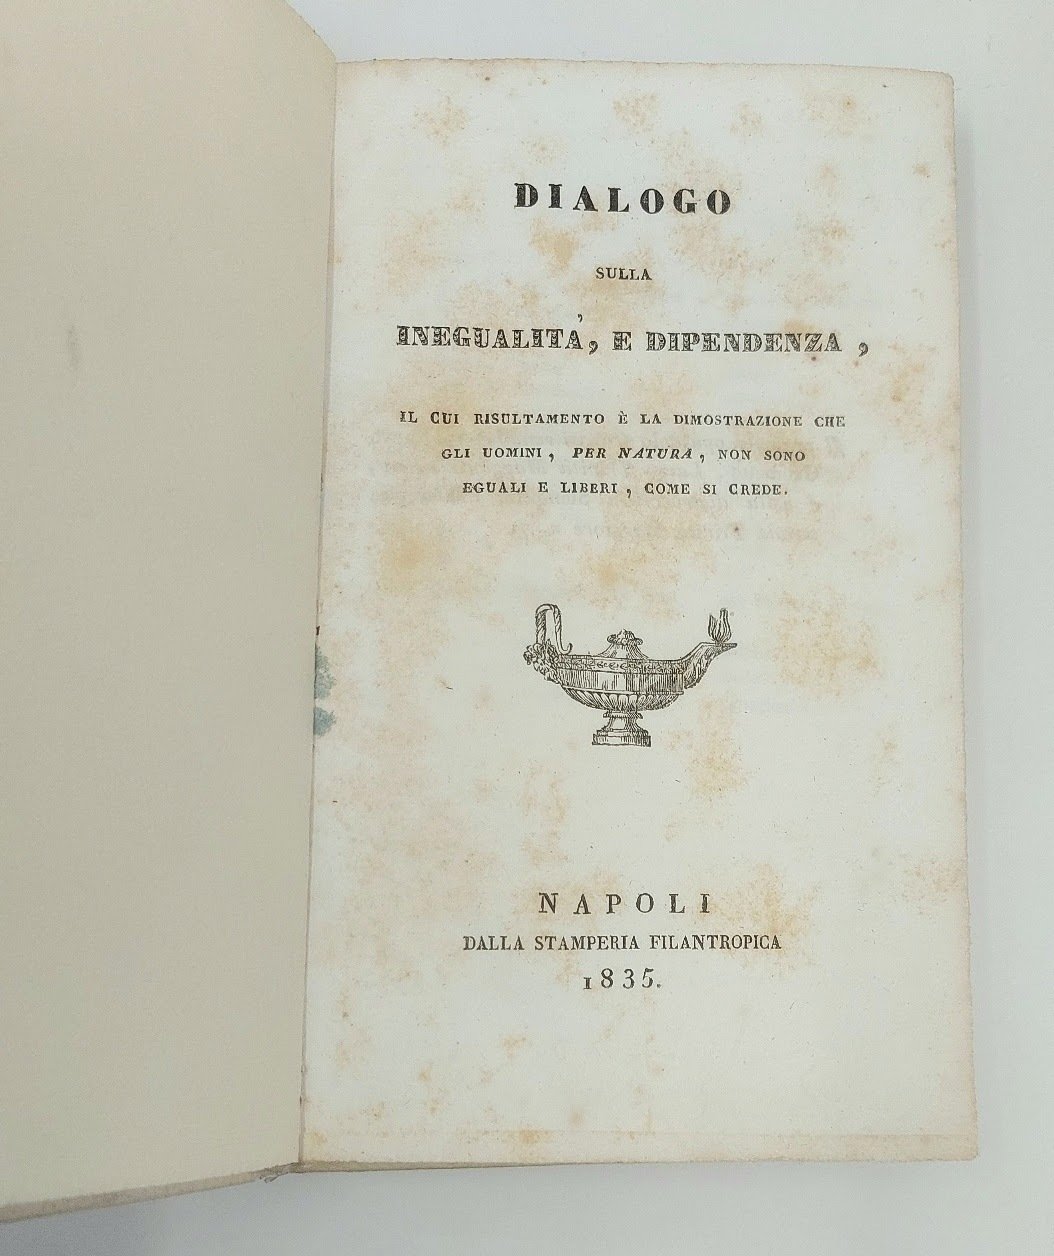 DIALOGO
SULLA
INEGUALITA', E DIPENDENZA,
IL CUI RISULTAMENTO È LA DIMOSTRAZIONE CHE
GLI UOMINI, PER NATURA, NON SONO
EGUALI E LIBERI, COME SI CREDE.
NAPOLI
DALLA STAMPERIA FILANTROPICA
1835.